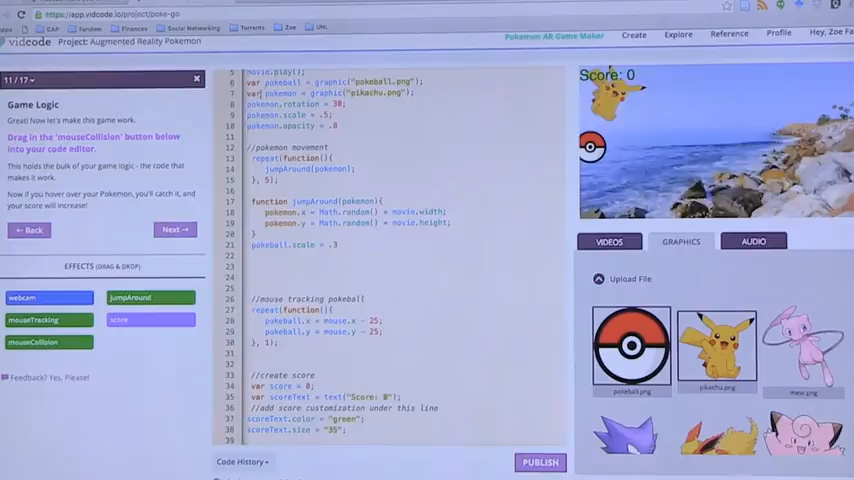 https://app.vidcode.io/project/poke-go
CAP Fandom Finances Social Networking Torrents Zoe UNL
vidcode Project: Augmented Reality Pokemon
Pokemon AR Game Maker Create Explore Reference Profile Hey, Zoe
11 / 17 x
Game Logic
Great! Now let's make this game work.
Drag in the 'mouseCollision' button below
into your code editor.
This holds the bulk of your game logic - the code that
makes it work.
Now if you hover over your Pokemon, you'll catch it, and
your score will increase!
← Back Next →
EFFECTS (DRAG & DROP)
webcam jumpAround
mouseTracking score
mouseCollision
Feedback? Yes, Please!
5 movie.play();
6 var pokeball = graphic("pokeball.png");
7 var pokemon = graphic("pikachu.png");
8 pokemon.rotation = 30;
9 pokemon.scale = .5;
10 pokemon.opacity = .8
11
12 //pokemon movement
13 repeat(function(){
14 jumpAround(pokemon);
15 }, 5);
16
17 function jumpAround(pokemon){
18 pokemon.x = Math.random() * movie.width;
19 pokemon.y = Math.random() * movie.height;
20 }
21 pokeball.scale = .3
22
23
24
25
26 //mouse tracking pokeball
27 repeat(function(){
28 pokeball.x = mouse.x - 25;
29 pokeball.y = mouse.y - 25;
30 }, 1);
31
32
33 //create score
34 var score = 0;
35 var scoreText = text("Score: 0");
36 //add score customization under this line
37 scoreText.color = "green";
38 scoreText.size = "35";
39
Code History
PUBLISH
Score: 0
VIDEOS GRAPHICS AUDIO
Upload File
pokeball.png pikachu.png mew.png